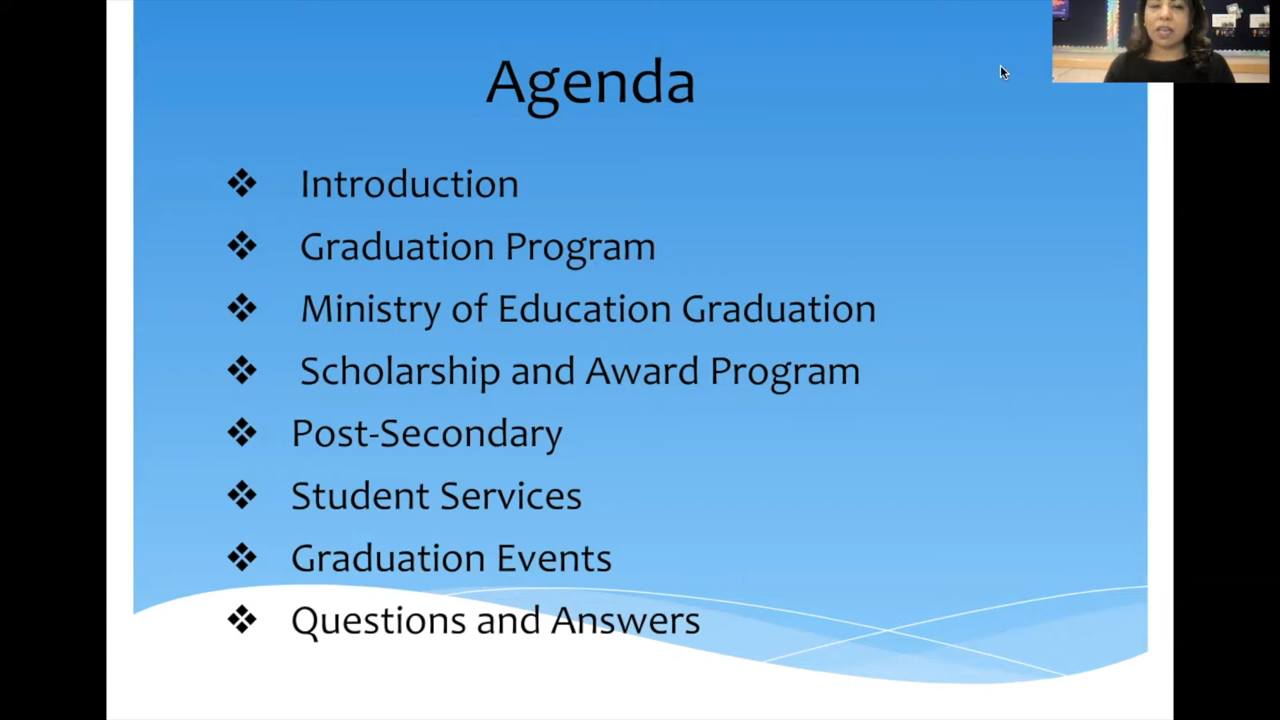 Agenda
❖ Introduction
❖ Graduation Program
❖ Ministry of Education Graduation
❖ Scholarship and Award Program
❖ Post-Secondary
❖ Student Services
❖ Graduation Events
❖ Questions and Answers